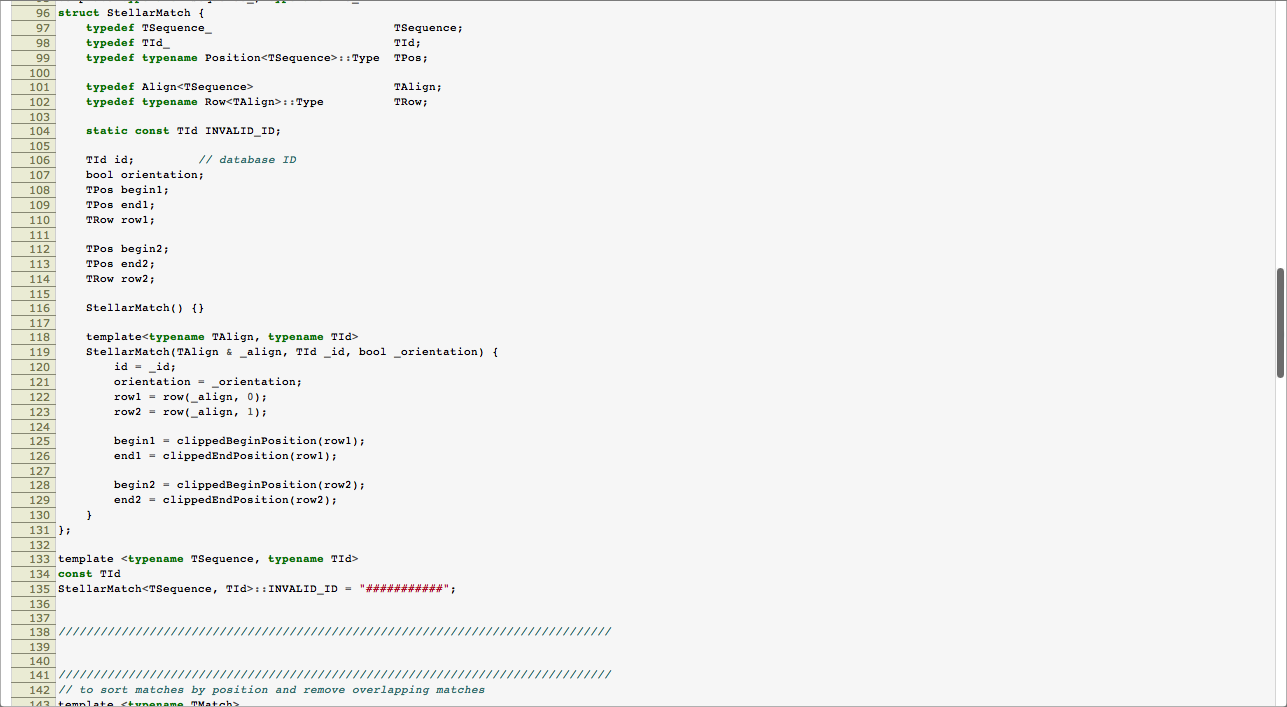 96 struct StellarMatch {
97     typedef TSequence_                          TSequence;
98     typedef TId_                                TId;
99     typedef typename Position<TSequence>::Type  TPos;
100
101     typedef Align<TSequence>                    TAlign;
102     typedef typename Row<TAlign>::Type          TRow;
103
104     static const TId INVALID_ID;
105
106     TId id;         // database ID
107     bool orientation;
108     TPos begin1;
109     TPos end1;
110     TRow row1;
111
112     TPos begin2;
113     TPos end2;
114     TRow row2;
115
116     StellarMatch() {}
117
118     template<typename TAlign, typename TId>
119     StellarMatch(TAlign & _align, TId _id, bool _orientation) {
120         id = _id;
121         orientation = _orientation;
122         row1 = row(_align, 0);
123         row2 = row(_align, 1);
124
125         begin1 = clippedBeginPosition(row1);
126         end1 = clippedEndPosition(row1);
127
128         begin2 = clippedBeginPosition(row2);
129         end2 = clippedEndPosition(row2);
130     }
131 };
132
133 template <typename TSequence, typename TId>
134 const TId
135 StellarMatch<TSequence, TId>::INVALID_ID = "###########";
136
137
138 ///////////////////////////////////////////////////////////////////////////////
139
140
141 ///////////////////////////////////////////////////////////////////////////////
142 // to sort matches by position and remove overlapping matches
143 template <typename TMatch>